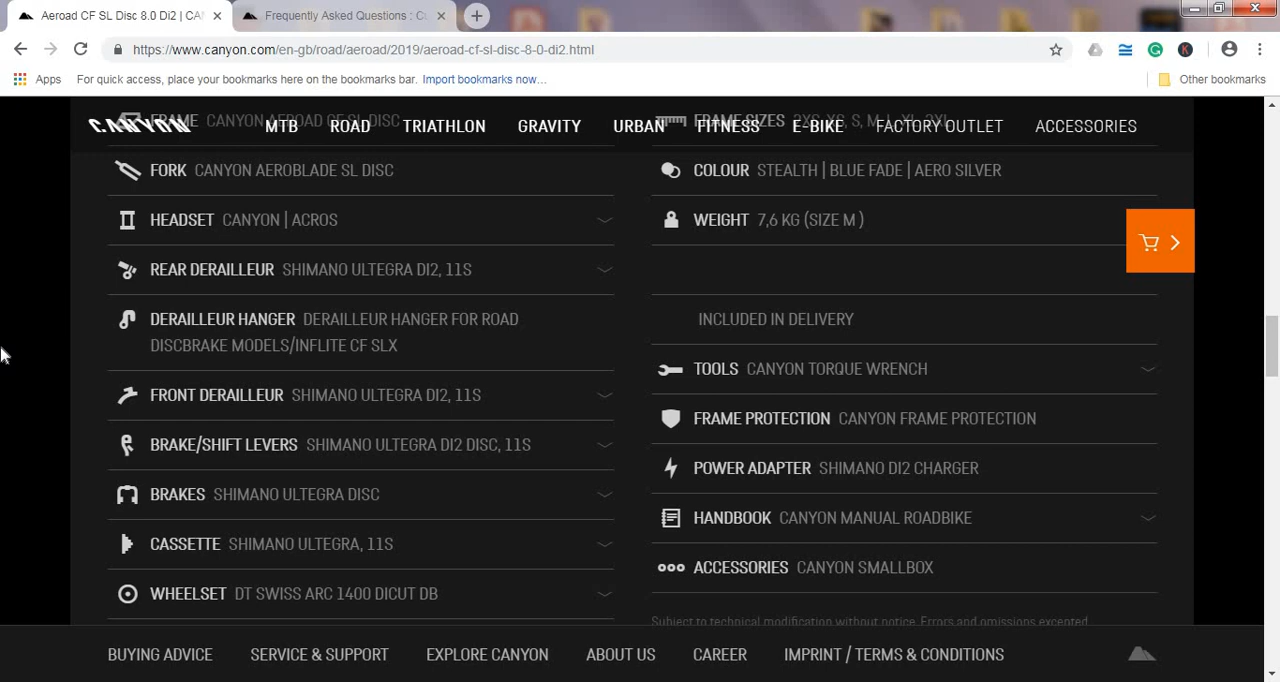 Aeroad CF SL Disc 8.0 Di2 | CAN
Frequently Asked Questions : C
https://www.canyon.com/en-gb/road/aeroad/2019/aeroad-cf-sl-disc-8-0-di2.html
Apps For quick access, place your bookmarks here on the bookmarks bar. Import bookmarks now... Other bookmarks
CANYON MTB ROAD TRIATHLON GRAVITY URBAN FITNESS E-BIKE FACTORY OUTLET ACCESSORIES
FRAME CANYON AEROAD CF SL DISC
FRAME SIZES 2XS, XS, S, M, L, XL, 2XL
FORK CANYON AEROBLADE SL DISC
HEADSET CANYON | ACROS
REAR DERAILLEUR SHIMANO ULTEGRA DI2, 11S
DERAILLEUR HANGER DERAILLEUR HANGER FOR ROAD
DISCBRAKE MODELS/INFLITE CF SLX
FRONT DERAILLEUR SHIMANO ULTEGRA DI2, 11S
BRAKE/SHIFT LEVERS SHIMANO ULTEGRA DI2 DISC, 11S
BRAKES SHIMANO ULTEGRA DISC
CASSETTE SHIMANO ULTEGRA, 11S
WHEELSET DT SWISS ARC 1400 DICUT DB
COLOUR STEALTH | BLUE FADE | AERO SILVER
WEIGHT 7,6 KG (SIZE M )
INCLUDED IN DELIVERY
TOOLS CANYON TORQUE WRENCH
FRAME PROTECTION CANYON FRAME PROTECTION
POWER ADAPTER SHIMANO DI2 CHARGER
HANDBOOK CANYON MANUAL ROADBIKE
ACCESSORIES CANYON SMALLBOX
Subject to technical modification without notice. Errors and omissions excepted.
BUYING ADVICE SERVICE & SUPPORT EXPLORE CANYON ABOUT US CAREER IMPRINT / TERMS & CONDITIONS